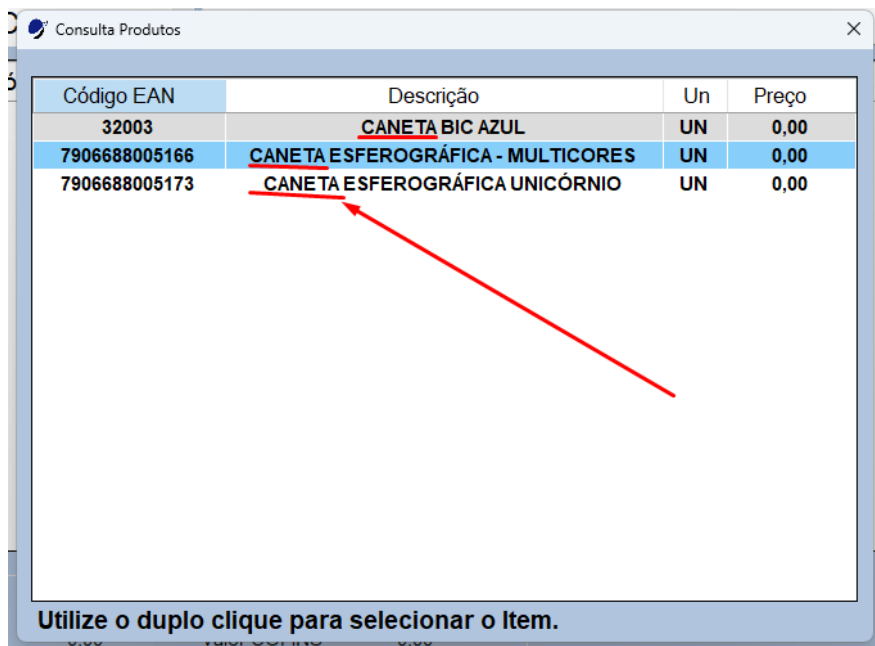 Consulta Produtos
Código EAN Descrição Un Preço
32003 CANETA BIC AZUL UN 0,00
7906688005166 CANETA ESFEROGRÁFICA - MULTICORES UN 0,00
7906688005173 CANETA ESFEROGRÁFICA UNICÓRNIO UN 0,00
Utilize o duplo clique para selecionar o Item.